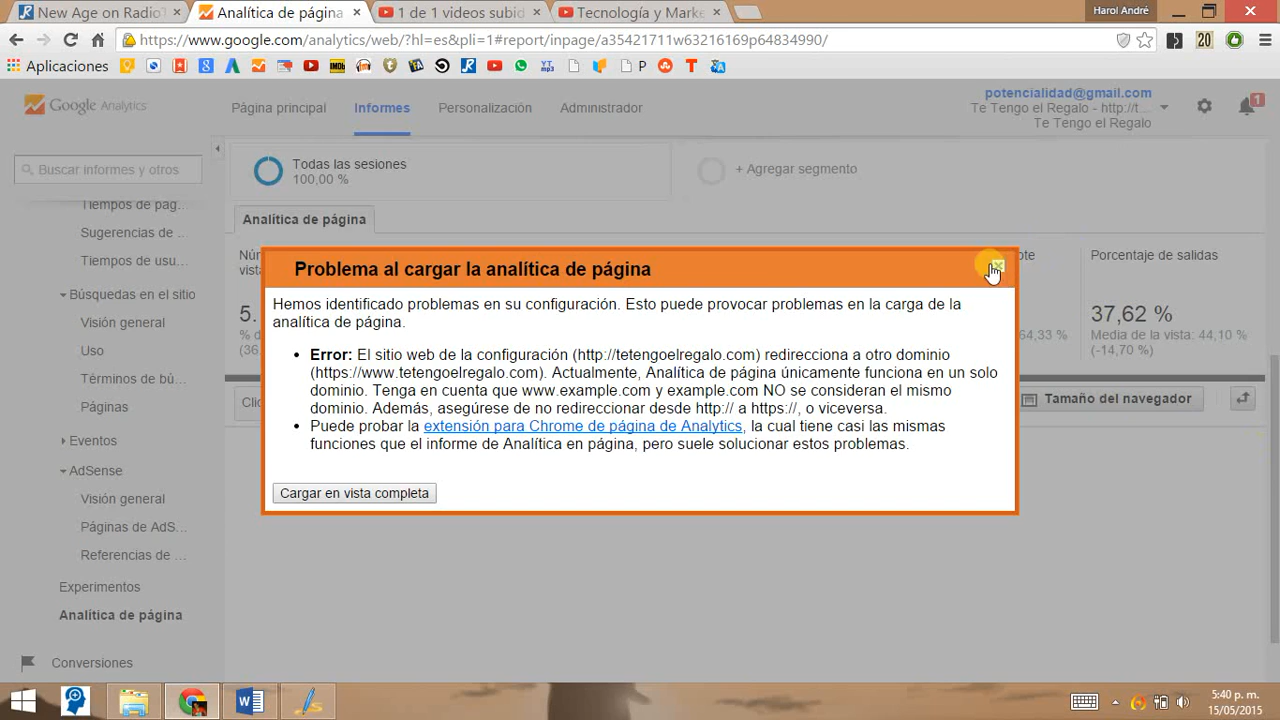 New Age on RadioT
Analítica de página
1 de 1 videos subid
Tecnología y Marke
Harol André
https://www.google.com/analytics/web/?hl=es&pli=1#report/inpage/a35421711w63216169p64834990/
20
Aplicaciones
P
Google Analytics
Página principal
Informes
Personalización
Administrador
potencialidad@gmail.com
Te Tengo el Regalo - http://t...
Te Tengo el Regalo
1
Buscar informes y otros
Todas las sesiones
100,00 %
+ Agregar segmento
Analítica de página
Tiempos de pág...
Sugerencias de ...
Tiempos de usu...
Búsquedas en el sitio
Visión general
Uso
Términos de bú...
Páginas
Eventos
AdSense
Visión general
Páginas de AdS...
Referencias de ...
Experimentos
Analítica de página
Conversiones
Porcentaje de salidas
5.
64,33 %
37,62 %
Media de la vista: 44,10 %
(-14,70 %)
Tamaño del navegador
Problema al cargar la analítica de página
Hemos identificado problemas en su configuración. Esto puede provocar problemas en la carga de la
analítica de página.
• Error: El sitio web de la configuración (http://tetengoelregalo.com) redirecciona a otro dominio
(https://www.tetengoelregalo.com). Actualmente, Analítica de página únicamente funciona en un solo
dominio. Tenga en cuenta que www.example.com y example.com NO se consideran el mismo
dominio. Además, asegúrese de no redireccionar desde http:// a https://, o viceversa.
• Puede probar la extensión para Chrome de página de Analytics, la cual tiene casi las mismas
funciones que el informe de Analítica en página, pero suele solucionar estos problemas.
Cargar en vista completa
5:40 p. m.
15/05/2015